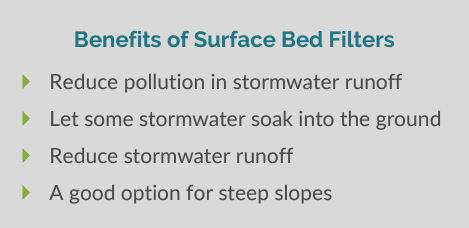 Benefits of Surface Bed Filters
Reduce pollution in stormwater runoff
Let some stormwater soak into the ground
Reduce stormwater runoff
A good option for steep slopes